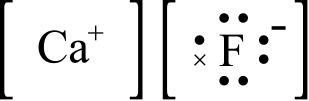 [ Ca⁺ ] [ × F ⁻